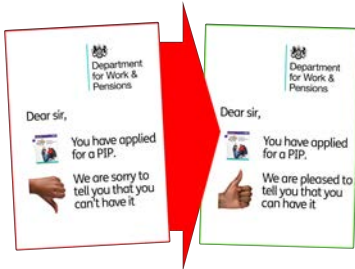 Department
for Work &
Pensions
Dear sir,
You have applied
for a PIP.
We are sorry to
tell you that you
can't have it
Department
for Work &
Pensions
Dear sir,
You have applied
for a PIP.
We are pleased to
tell you that you
can have it